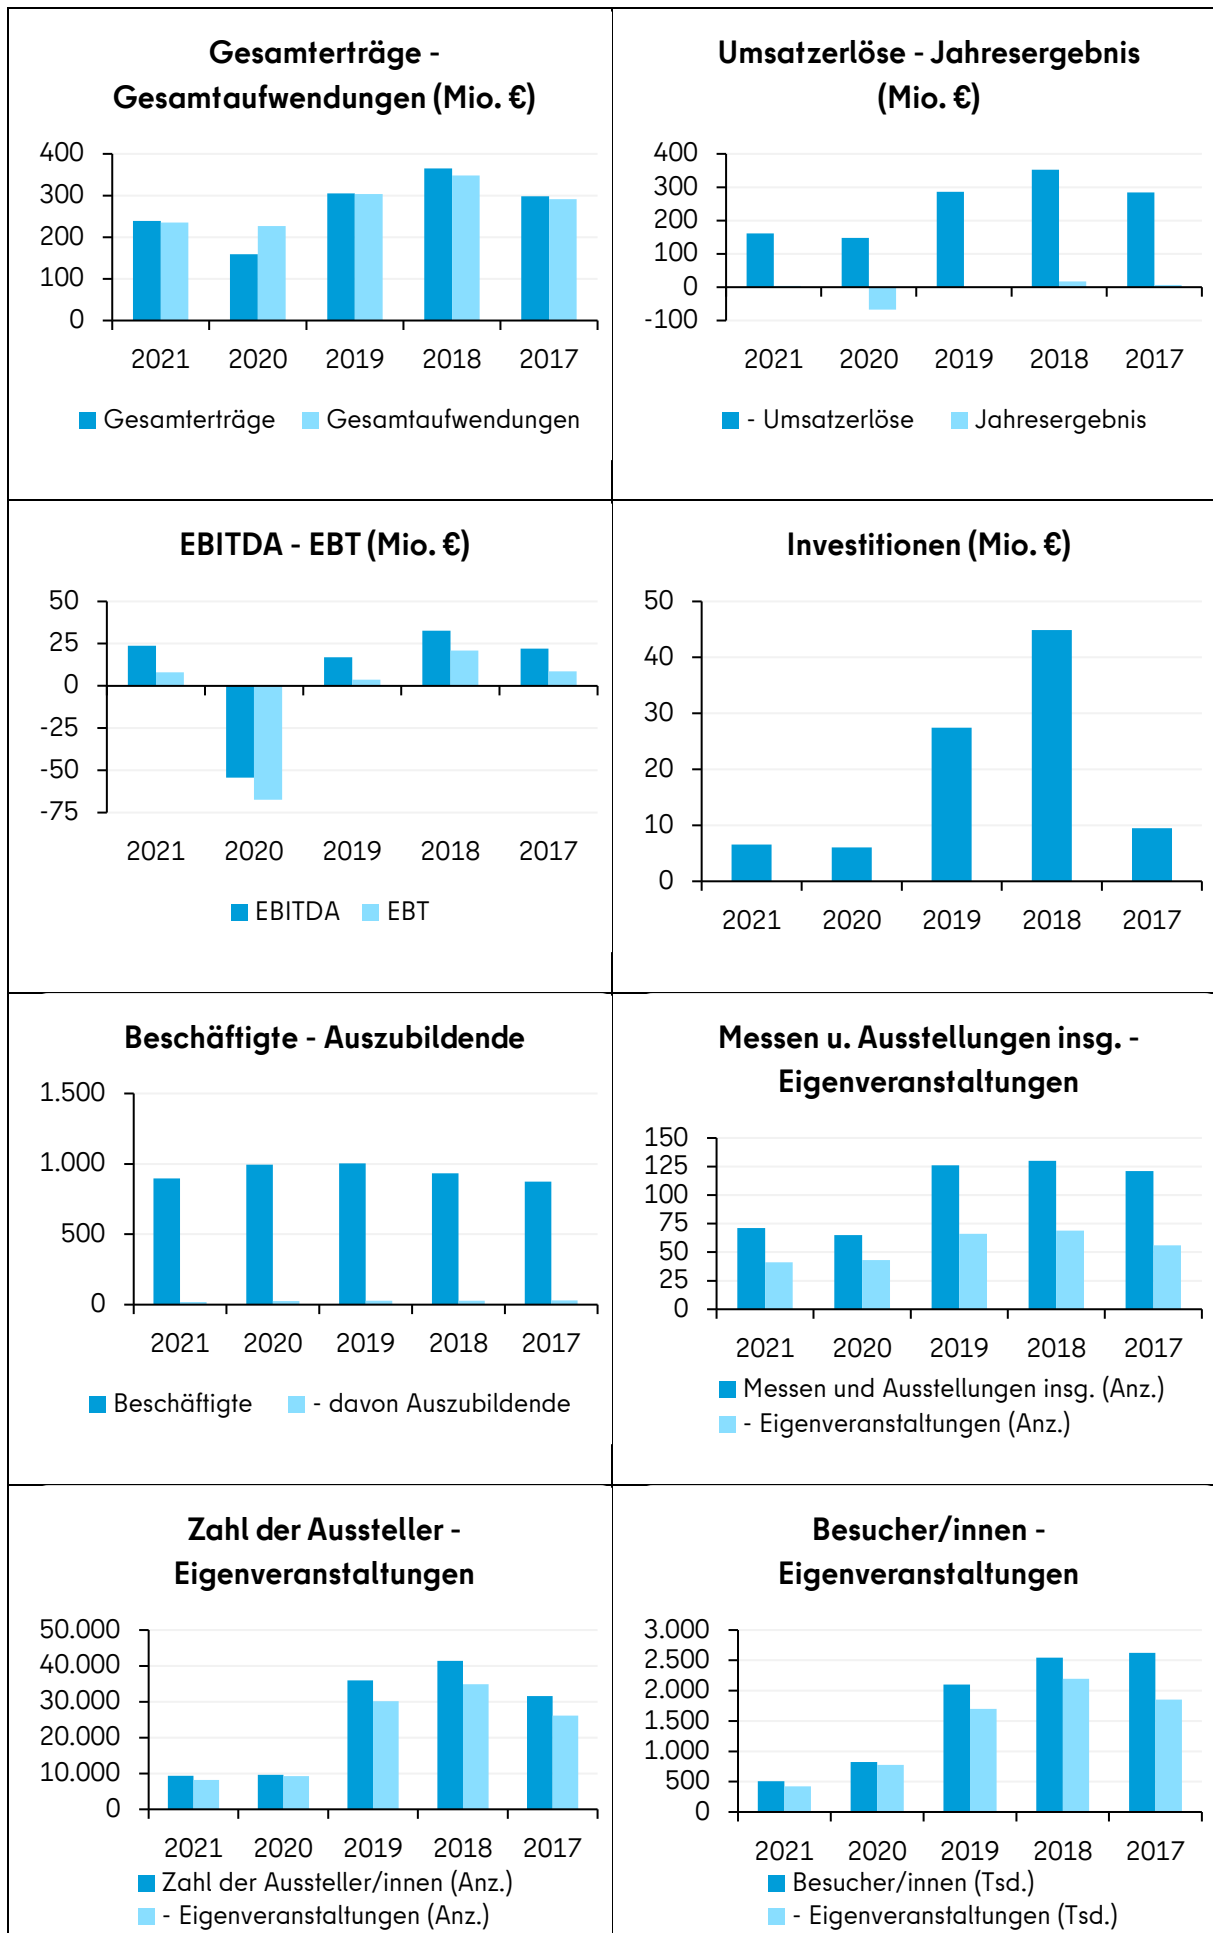 Gesamterträge -
Gesamtaufwendungen (Mio. €)
400
300
200
100
0
2021 2020 2019 2018 2017
Gesamterträge Gesamtaufwendungen
Umsatzerlöse - Jahresergebnis
(Mio. €)
400
300
200
100
0
-100
2021 2020 2019 2018 2017
- Umsatzerlöse Jahresergebnis
EBITDA - EBT (Mio. €)
50
25
0
-25
-50
-75
2021 2020 2019 2018 2017
EBITDA EBT
Investitionen (Mio. €)
50
40
30
20
10
0
2021 2020 2019 2018 2017
Beschäftigte - Auszubildende
1.500
1.000
500
0
2021 2020 2019 2018 2017
Beschäftigte - davon Auszubildende
Messen u. Ausstellungen insg. -
Eigenveranstaltungen
150
125
100
75
50
25
0
2021 2020 2019 2018 2017
Messen und Ausstellungen insg. (Anz.)
- Eigenveranstaltungen (Anz.)
Zahl der Aussteller -
Eigenveranstaltungen
50.000
40.000
30.000
20.000
10.000
0
2021 2020 2019 2018 2017
Zahl der Aussteller/innen (Anz.)
- Eigenveranstaltungen (Anz.)
Besucher/innen -
Eigenveranstaltungen
3.000
2.500
2.000
1.500
1.000
500
0
2021 2020 2019 2018 2017
Besucher/innen (Tsd.)
- Eigenveranstaltungen (Tsd.)